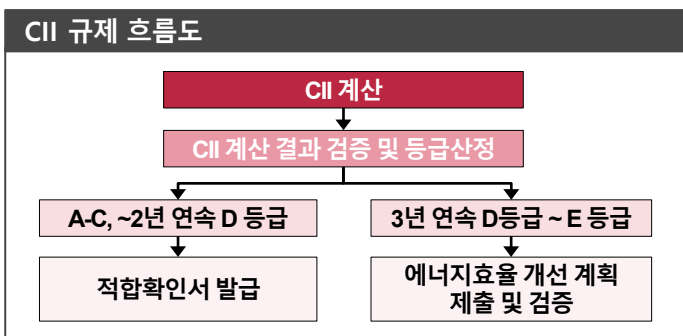 CII 규제 흐름도
CII 계산
CII 계산 결과 검증 및 등급산정
A-C, ~2년 연속 D 등급
3년 연속 D등급 ~ E 등급
적합확인서 발급
에너지효율 개선 계획
제출 및 검증